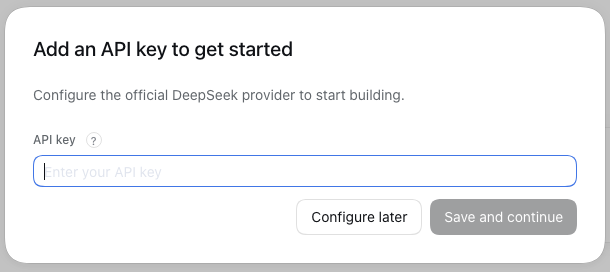 Add an API key to get started
Configure the official DeepSeek provider to start building.
API key ?
Enter your API key
Configure later Save and continue